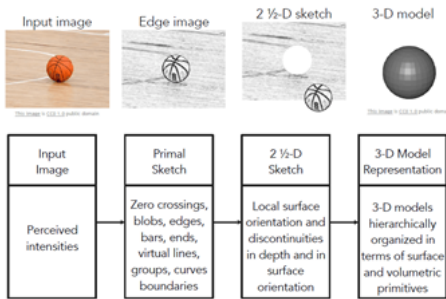 Input image
Edge image
2 ½-D sketch
3-D model
This image is CC0 1.0 public domain
This image is CC0 1.0 public domain
Input
Image
Perceived
intensities
Primal
Sketch
Zero crossings,
blobs, edges,
bars, ends,
virtual lines,
groups, curves
boundaries
2 ½-D
Sketch
Local surface
orientation and
discontinuities
in depth and in
surface
orientation
3-D Model
Representation
3-D models
hierarchically
organized in
terms of surface
and volumetric
primitives